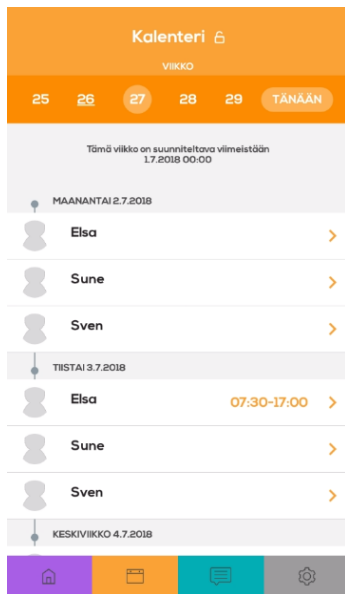 Kalenteri
VIIKKO
25 26 27 28 29 TÄNÄÄN
Tämä viikko on suunniteltava viimeistään
1.7.2018 00:00
MAANANTAI 2.7.2018
Elsa
Sune
Sven
TIISTAI 3.7.2018
Elsa 07:30-17:00
Sune
Sven
KESKIVIIKKO 4.7.2018